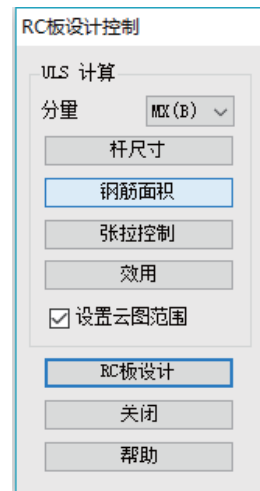 RC板设计控制
ULS 计算
分量 MX(B)
杆尺寸
钢筋面积
张拉控制
效用
设置云图范围
RC板设计
关闭
帮助